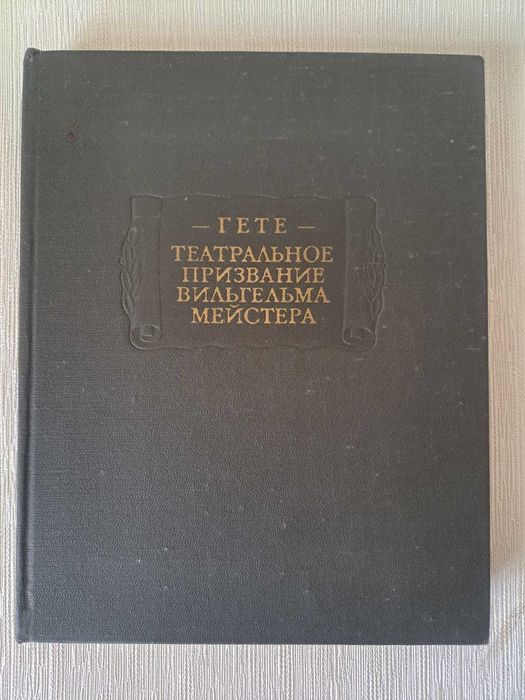 — ГЕТЕ —
ТЕАТРАЛЬНОЕ
ПРИЗВАНИЕ
ВИЛЬГЕЛЬМА
МЕЙСТЕРА